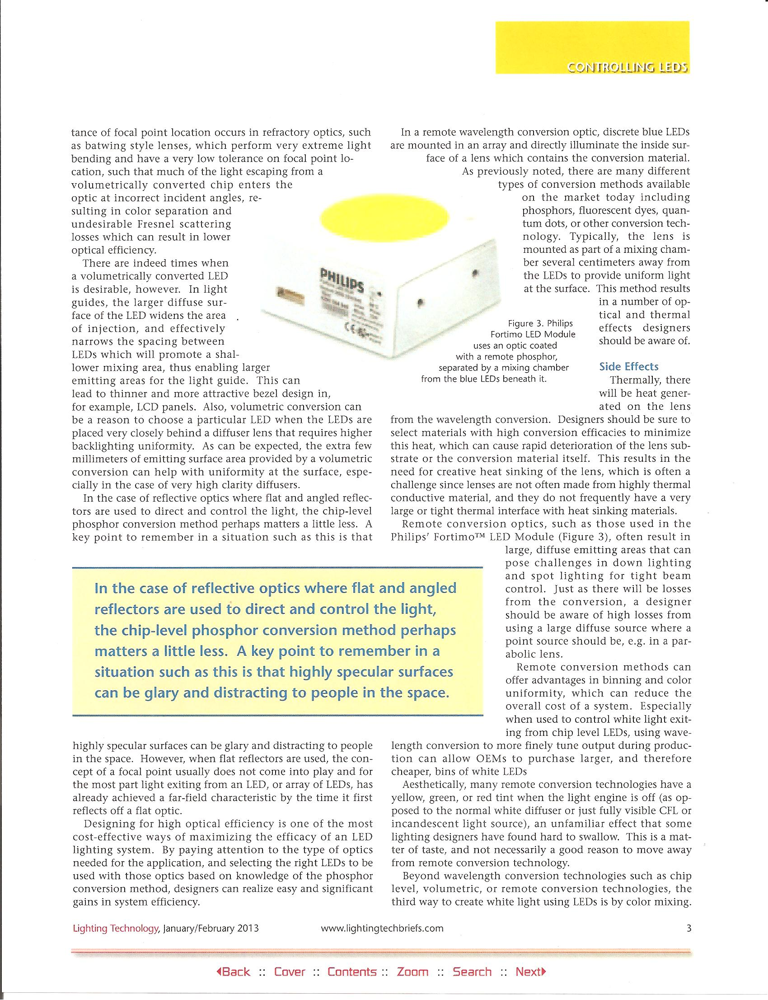 CONTROLLING LEDS
tance of focal point location occurs in refractory optics, such
as batwing style lenses, which perform very extreme light
bending and have a very low tolerance on focal point lo-
cation, such that much of the light escaping from a
volumetrically converted chip enters the
optic at incorrect incident angles, re-
sulting in color separation and
undesirable Fresnel scattering
losses which can result in lower
optical efficiency.
There are indeed times when
a volumetrically converted LED
is desirable, however. In light
guides, the larger diffuse sur-
face of the LED widens the area
of injection, and effectively
narrows the spacing between
LEDs which will promote a shal-
lower mixing area, thus enabling larger
emitting areas for the light guide. This can
lead to thinner and more attractive bezel design in,
for example, LCD panels. Also, volumetric conversion can
be a reason to choose a particular LED when the LEDs are
placed very closely behind a diffuser lens that requires higher
backlighting uniformity. As can be expected, the extra few
millimeters of emitting surface area provided by a volumetric
conversion can help with uniformity at the surface, espe-
cially in the case of very high clarity diffusers.
In the case of reflective optics where flat and angled reflec-
tors are used to direct and control the light, the chip-level
phosphor conversion method perhaps matters a little less. A
key point to remember in a situation such as this is that
In the case of reflective optics where flat and angled
reflectors are used to direct and control the light,
the chip-level phosphor conversion method perhaps
matters a little less. A key point to remember in a
situation such as this is that highly specular surfaces
can be glary and distracting to people in the space.
highly specular surfaces can be glary and distracting to people
in the space. However, when flat reflectors are used, the con-
cept of a focal point usually does not come into play and for
the most part light exiting from an LED, or array of LEDs, has
already achieved a far-field characteristic by the time it first
reflects off a flat optic.
Designing for high optical efficiency is one of the most
cost-effective ways of maximizing the efficacy of an LED
lighting system. By paying attention to the type of optics
needed for the application, and selecting the right LEDs to be
used with those optics based on knowledge of the phosphor
conversion method, designers can realize easy and significant
gains in system efficiency.
In a remote wavelength conversion optic, discrete blue LEDs
are mounted in an array and directly illuminate the inside sur-
face of a lens which contains the conversion material.
As previously noted, there are many different
types of conversion methods available
on the market today including
phosphors, fluorescent dyes, quan-
tum dots, or other conversion tech-
nology. Typically, the lens is
mounted as part of a mixing cham-
ber several centimeters away from
the LEDs to provide uniform light
at the surface. This method results
in a number of op-
tical and thermal
effects designers
should be aware of.
PHILIPS
CE
Figure 3. Philips
Fortimo LED Module
uses an optic coated
with a remote phosphor,
separated by a mixing chamber
from the blue LEDs beneath it.
Side Effects
Thermally, there
will be heat gener-
ated on the lens
from the wavelength conversion. Designers should be sure to
select materials with high conversion efficacies to minimize
this heat, which can cause rapid deterioration of the lens sub-
strate or the conversion material itself. This results in the
need for creative heat sinking of the lens, which is often a
challenge since lenses are not often made from highly thermal
conductive material, and they do not frequently have a very
large or tight thermal interface with heat sinking materials.
Remote conversion optics, such as those used in the
Philips' Fortimo™ LED Module (Figure 3), often result in
large, diffuse emitting areas that can
pose challenges in down lighting
and spot lighting for tight beam
control. Just as there will be losses
from the conversion, a designer
should be aware of high losses from
using a large diffuse source where a
point source should be, e.g. in a par-
abolic lens.
Remote conversion methods can
offer advantages in binning and color
uniformity, which can reduce the
overall cost of a system. Especially
when used to control white light exit-
ing from chip level LEDs, using wave-
length conversion to more finely tune output during produc-
tion can allow OEMs to purchase larger, and therefore
cheaper, bins of white LEDs
Aesthetically, many remote conversion technologies have a
yellow, green, or red tint when the light engine is off (as op-
posed to the normal white diffuser or just fully visible CFL or
incandescent light source), an unfamiliar effect that some
lighting designers have found hard to swallow. This is a mat-
ter of taste, and not necessarily a good reason to move away
from remote conversion technology.
Beyond wavelength conversion technologies such as chip
level, volumetric, or remote conversion technologies, the
third way to create white light using LEDs is by color mixing.
Lighting Technology, January/February 2013 www.lightingtechbriefs.com 3
Back :: Cover :: Contents :: Zoom :: Search :: Next